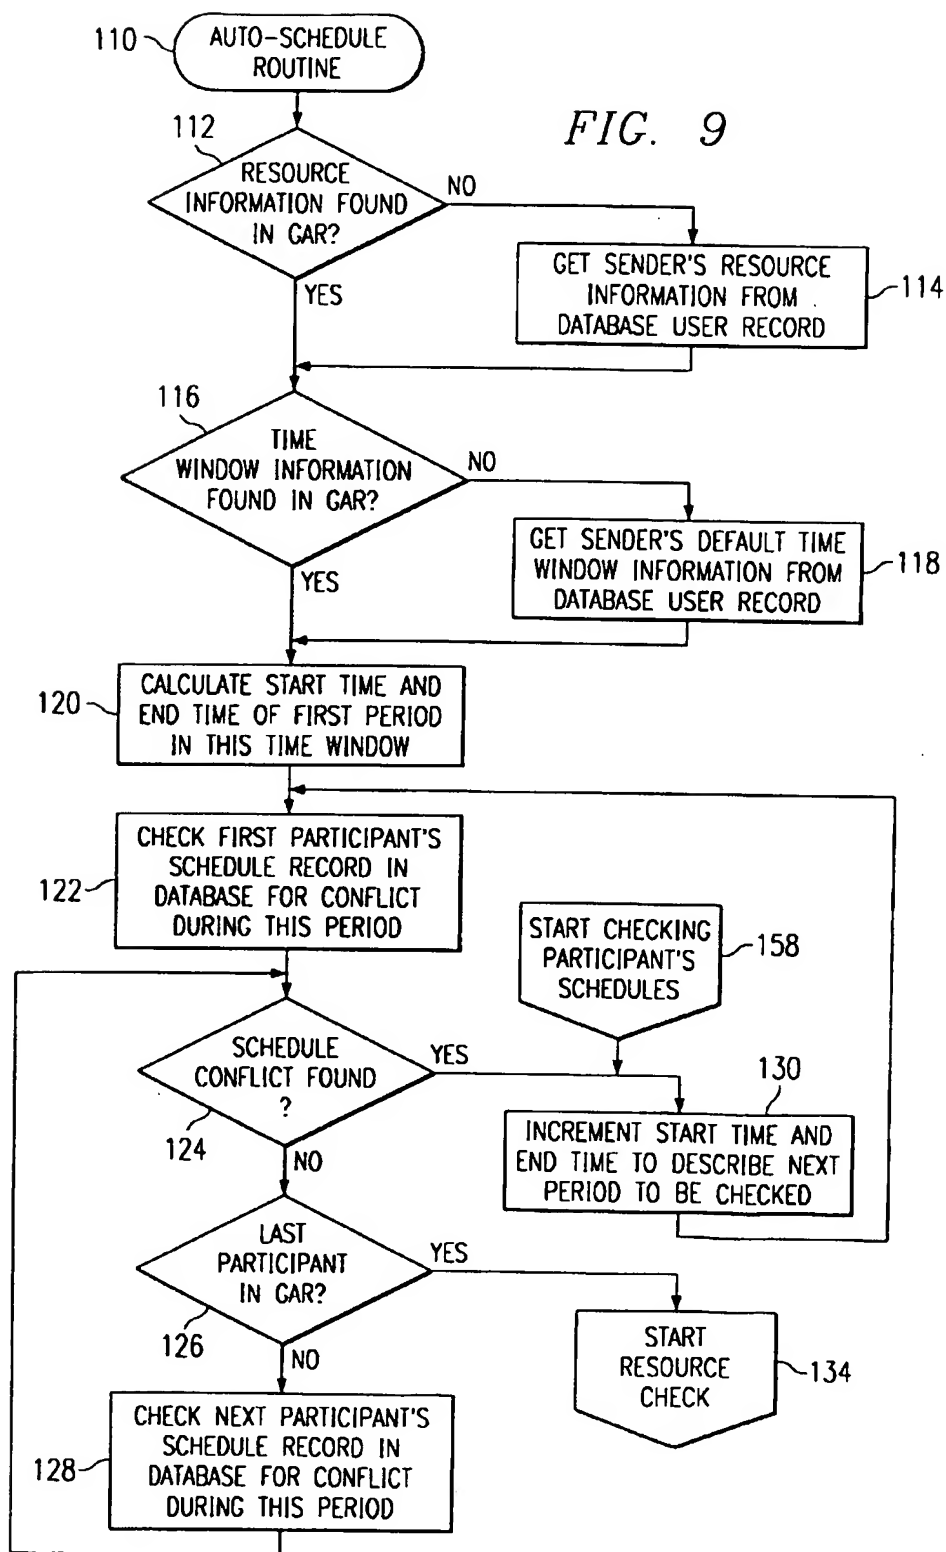 110
AUTO-SCHEDULE
ROUTINE
FIG. 9
112
RESOURCE
INFORMATION FOUND
IN GAR?
NO
YES
GET SENDER'S RESOURCE
INFORMATION FROM
DATABASE USER RECORD
114
116
TIME
WINDOW INFORMATION
FOUND IN GAR?
NO
YES
GET SENDER'S DEFAULT TIME
WINDOW INFORMATION FROM
DATABASE USER RECORD
118
120
CALCULATE START TIME AND
END TIME OF FIRST PERIOD
IN THIS TIME WINDOW
122
CHECK FIRST PARTICIPANT'S
SCHEDULE RECORD IN
DATABASE FOR CONFLICT
DURING THIS PERIOD
START CHECKING
PARTICIPANT'S
SCHEDULES
158
SCHEDULE
CONFLICT FOUND
?
YES
124
NO
130
INCREMENT START TIME AND
END TIME TO DESCRIBE NEXT
PERIOD TO BE CHECKED
LAST
PARTICIPANT
IN GAR?
YES
126
NO
START
RESOURCE
CHECK
134
128
CHECK NEXT PARTICIPANT'S
SCHEDULE RECORD IN
DATABASE FOR CONFLICT
DURING THIS PERIOD